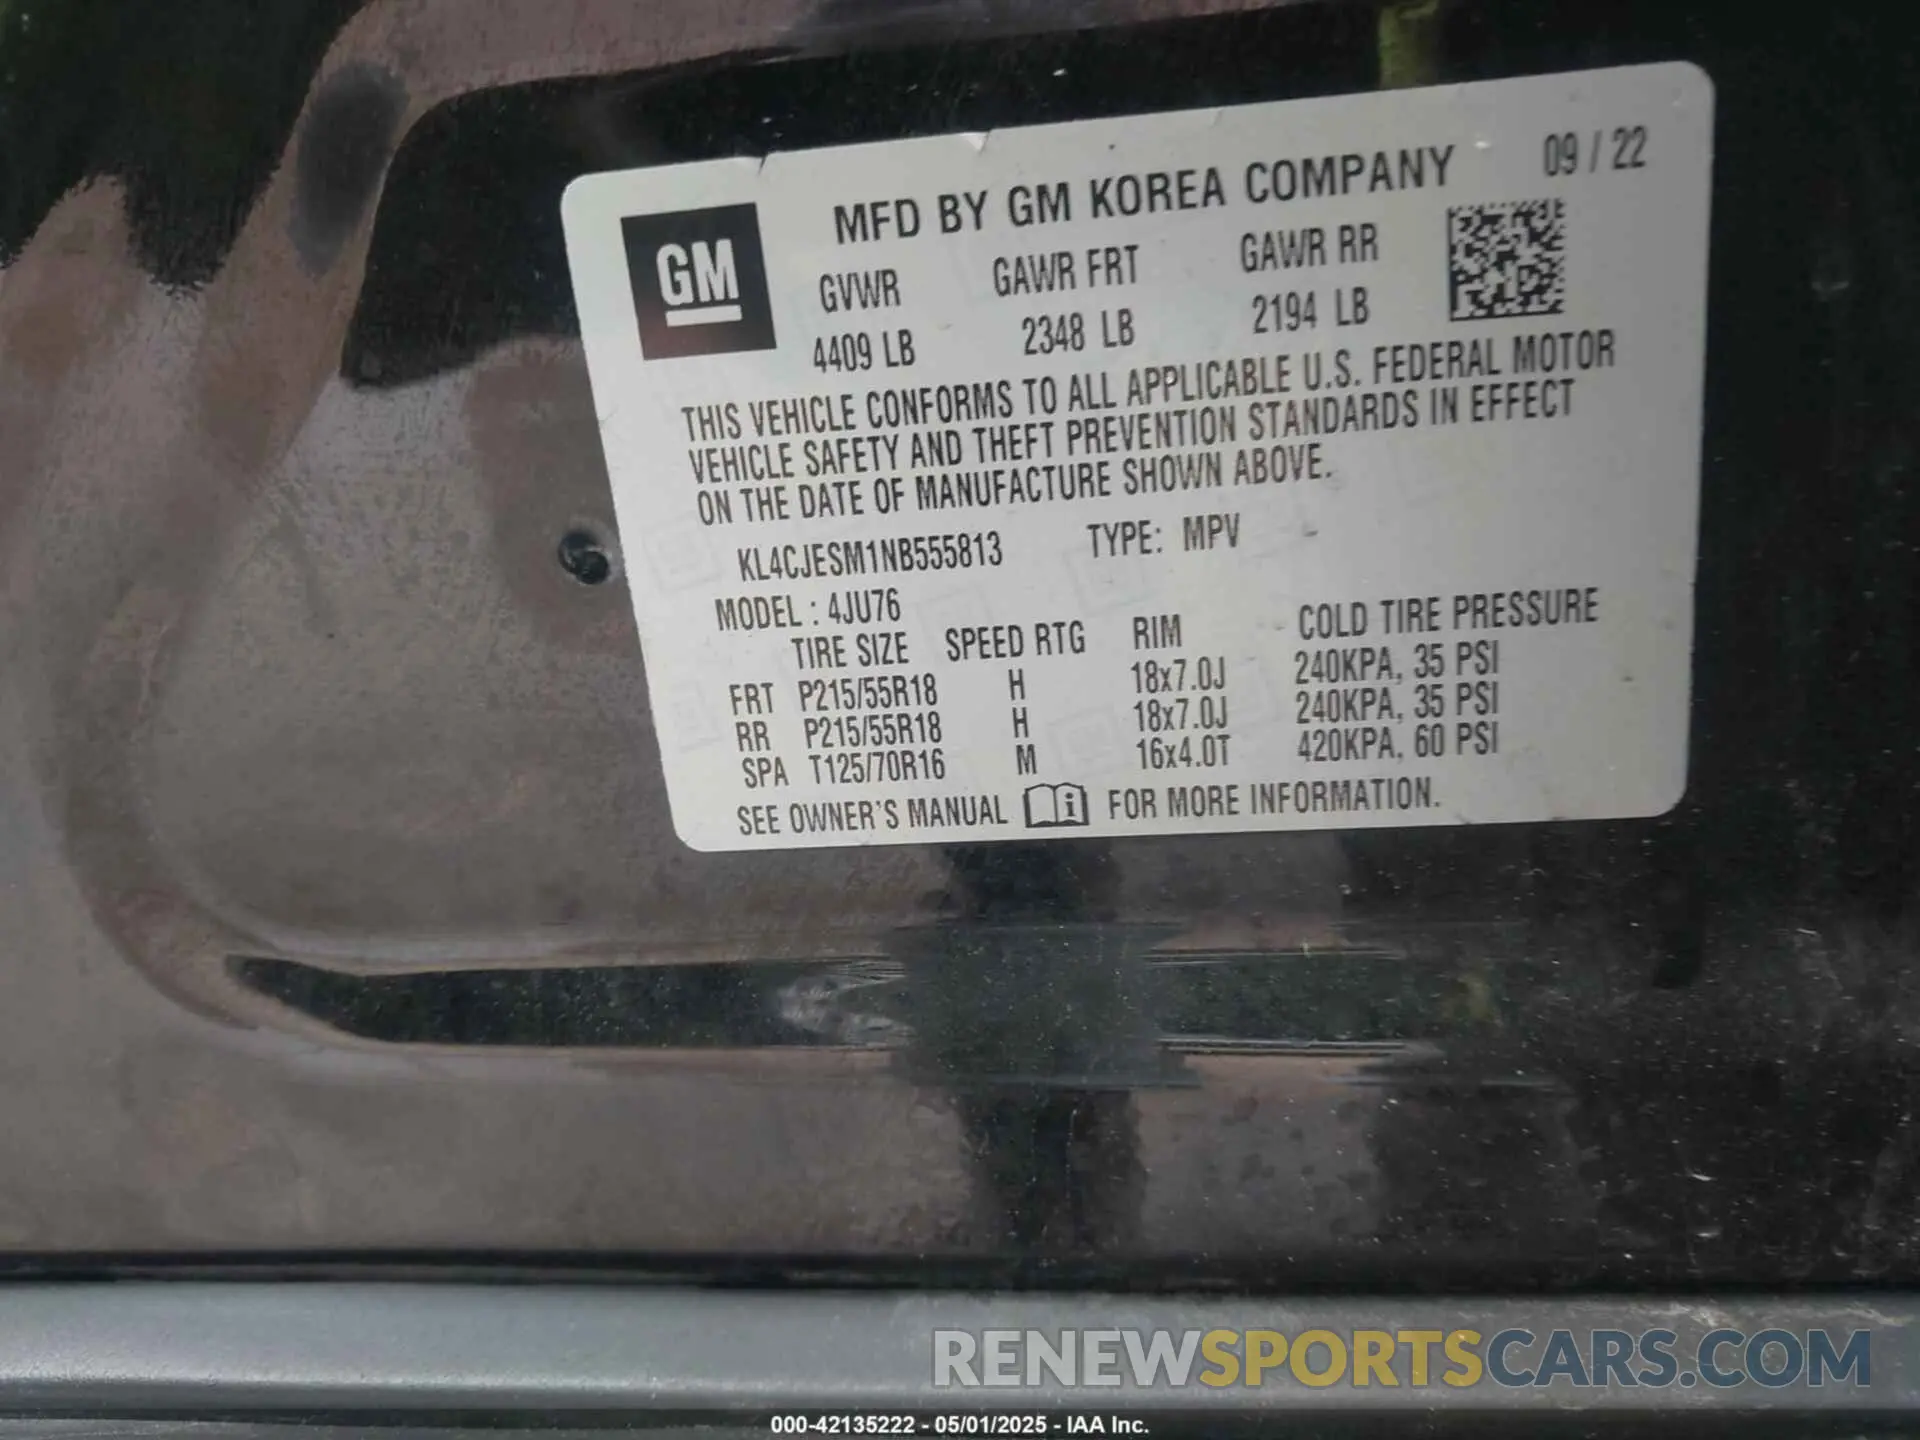 MFD BY GM KOREA COMPANY 09 / 22
GM
GVWR GAWR FRT GAWR RR
4409 LB 2348 LB 2194 LB
THIS VEHICLE CONFORMS TO ALL APPLICABLE U.S. FEDERAL MOTOR
VEHICLE SAFETY AND THEFT PREVENTION STANDARDS IN EFFECT
ON THE DATE OF MANUFACTURE SHOWN ABOVE.
KL4CJESM1NB555813 TYPE: MPV
MODEL : 4JU76
TIRE SIZE SPEED RTG RIM COLD TIRE PRESSURE
FRT P215/55R18 H 18x7.0J 240KPA, 35 PSI
RR P215/55R18 H 18x7.0J 240KPA, 35 PSI
SPA T125/70R16 M 16x4.0T 420KPA, 60 PSI
SEE OWNER'S MANUAL i FOR MORE INFORMATION.
RENEWSPORTSCARS.COM
000-42135222 - 05/01/2025 - IAA Inc.